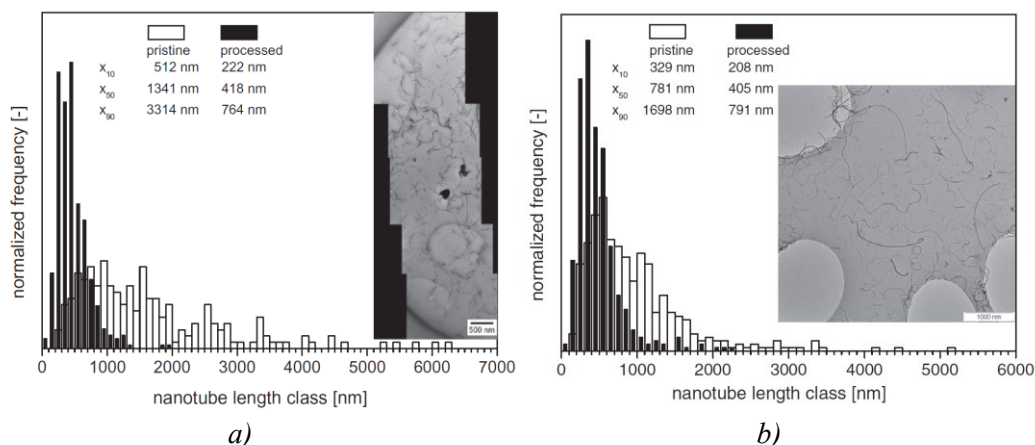 pristine processed
x10 512 nm 222 nm
x50 1341 nm 418 nm
x90 3314 nm 764 nm
normalized frequency [-]
500 nm
0 1000 2000 3000 4000 5000 6000 7000
nanotube length class [nm]
a)
pristine processed
x10 329 nm 208 nm
x50 781 nm 405 nm
x90 1698 nm 791 nm
normalized frequency [-]
1000 nm
0 1000 2000 3000 4000 5000 6000
nanotube length class [nm]
b)